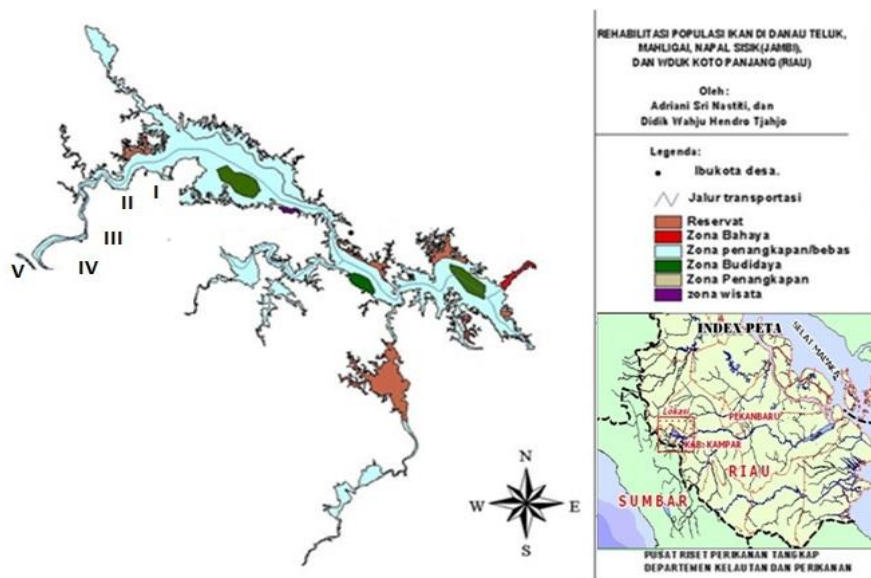 REHABILITASI POPULASI IKAN DI DANAU TELUK,
MAHLIGAI, NAPAL SISIK(JAMBI),
DAN WDUK KOTO PANJANG (RIAU)
Oleh :
Adriani Sri Nastiti, dan
Didik Wahju Hendro Tjahjo
Legenda:
Ibukota desa.
Jalur transportasi
Reservat
Zona Bahaya
Zona penangkapan/bebas
Zona Budidaya
Zona Penangkapan
zona wisata
I
II
III
IV
V
N
W E
S
INDEX PETA
SELAT MALAKA
Lokasi
PEKANBARU
KAB. KAMPAR
RIAU
SUMBAR
PUSAT RISET PERIKANAN TANGKAP
DEPARTEMEN KELAUTAN DAN PERIKANAN